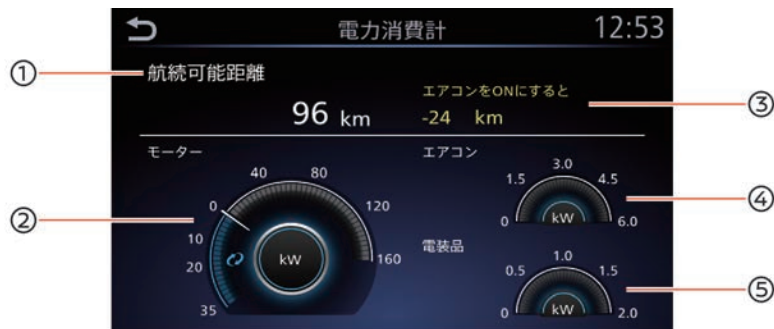 電力消費計 12:53
① 航続可能距離
エアコンをONにすると ③
96 km -24 km
モーター
エアコン
40 80
0 120
10
20
35
160
kW
②
1.5 3.0 4.5
0 kW 6.0
④
電装品
0.5 1.0 1.5
0 kW 2.0
⑤